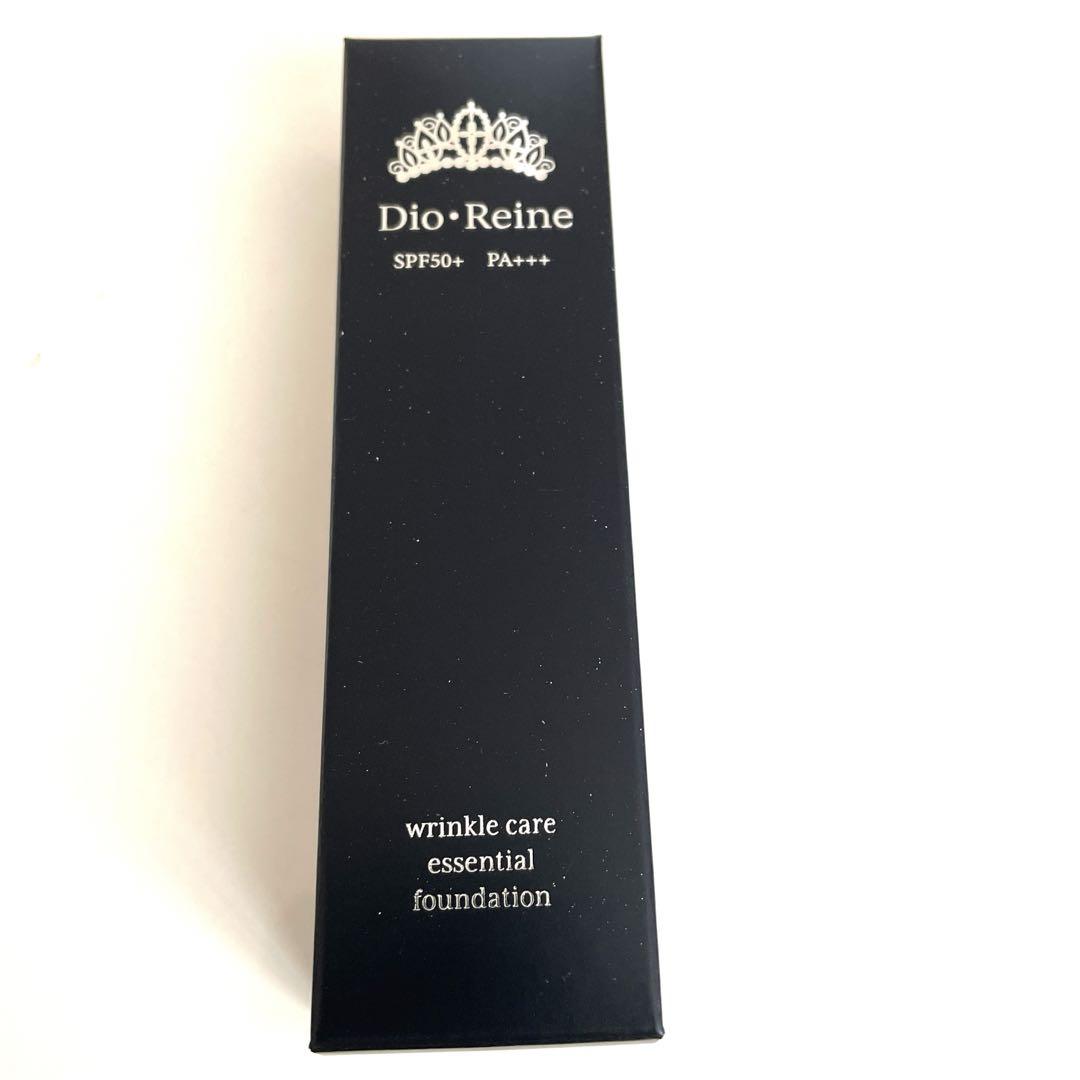 Dio•Reine
SPF50+ PA+++
wrinkle care
essential
foundation